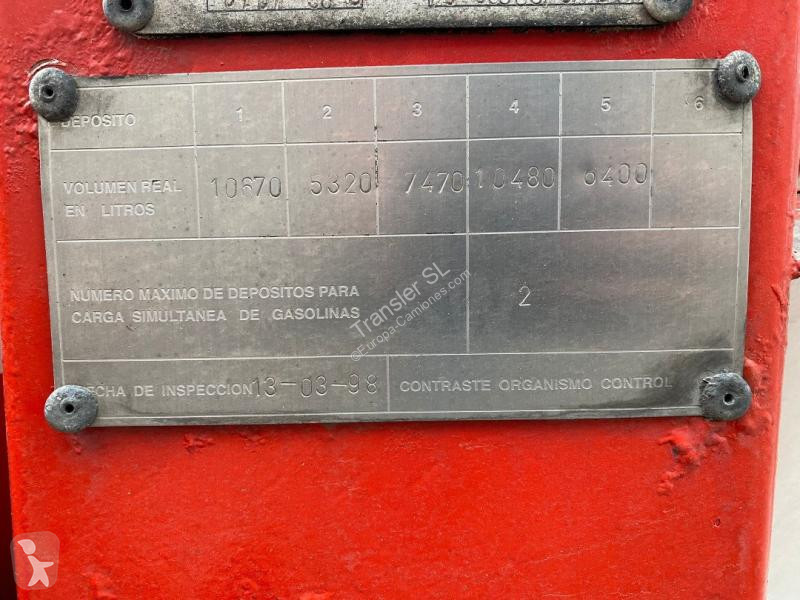 DEPOSITO 1 2 3 4 5 6
VOLUMEN REAL
EN LITROS
10670 5320 7470 10480 6400
NUMERO MAXIMO DE DEPOSITOS PARA
CARGA SIMULTANEA DE GASOLINAS
2
Transler SL
©Europa-Camiones.com
FECHA DE INSPECCION 13-03-98 CONTRASTE ORGANISMO CONTROL